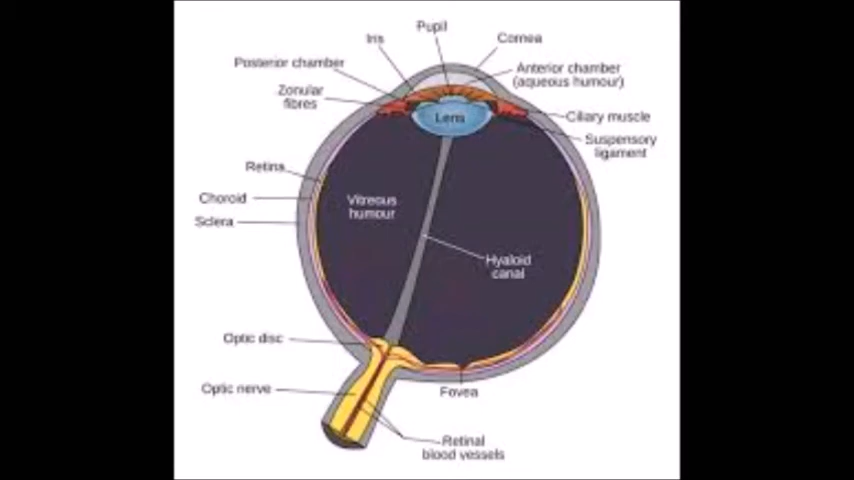 Pupil
Iris
Cornea
Posterior chamber
Anterior chamber
(aqueous humour)
Zonular
fibres
Lens
Ciliary muscle
Suspensory
ligament
Retina
Choroid
Vitreous
humour
Sclera
Hyaloid
canal
Optic disc
Optic nerve
Fovea
Retinal
blood vessels